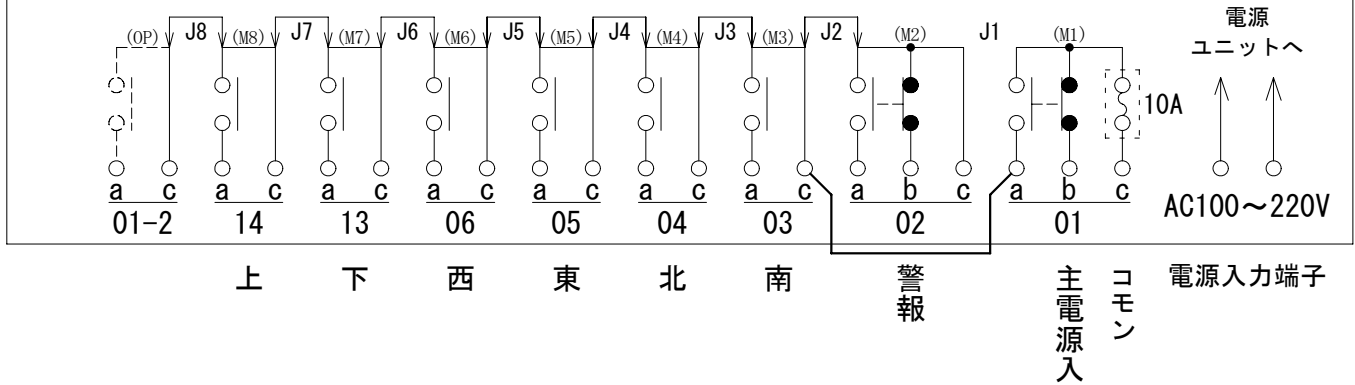 電源
ユニットへ
(OP) J8 (M8) J7 (M7) J6 (M6) J5 (M5) J4 (M4) J3 (M3) J2 (M2) J1 (M1)
10A
a c a c a c a c a c a c a c a b c a b c
01-2 14 13 06 05 04 03 02 01 AC100～220V
上 下 西 東 北 南 警報 主電源入 コモン 電源入力端子